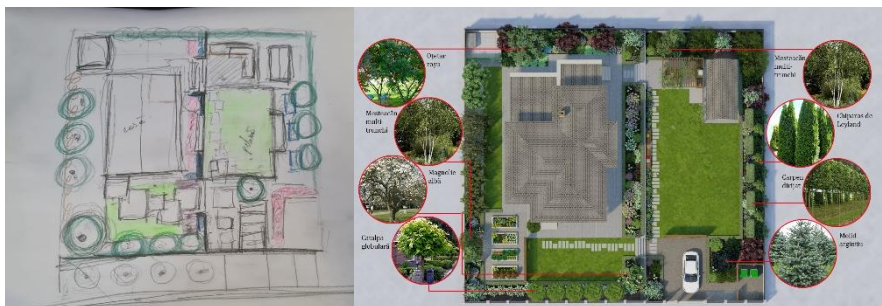 Oțetar
roșu
Mesteacăn
multi-
trunchi
Magnolie
albă
Catalpa
globulară
Mesteacăn
multi-
trunchi
Chiparos de
Leyland
Carpen
dirijat
Molid
argintiu